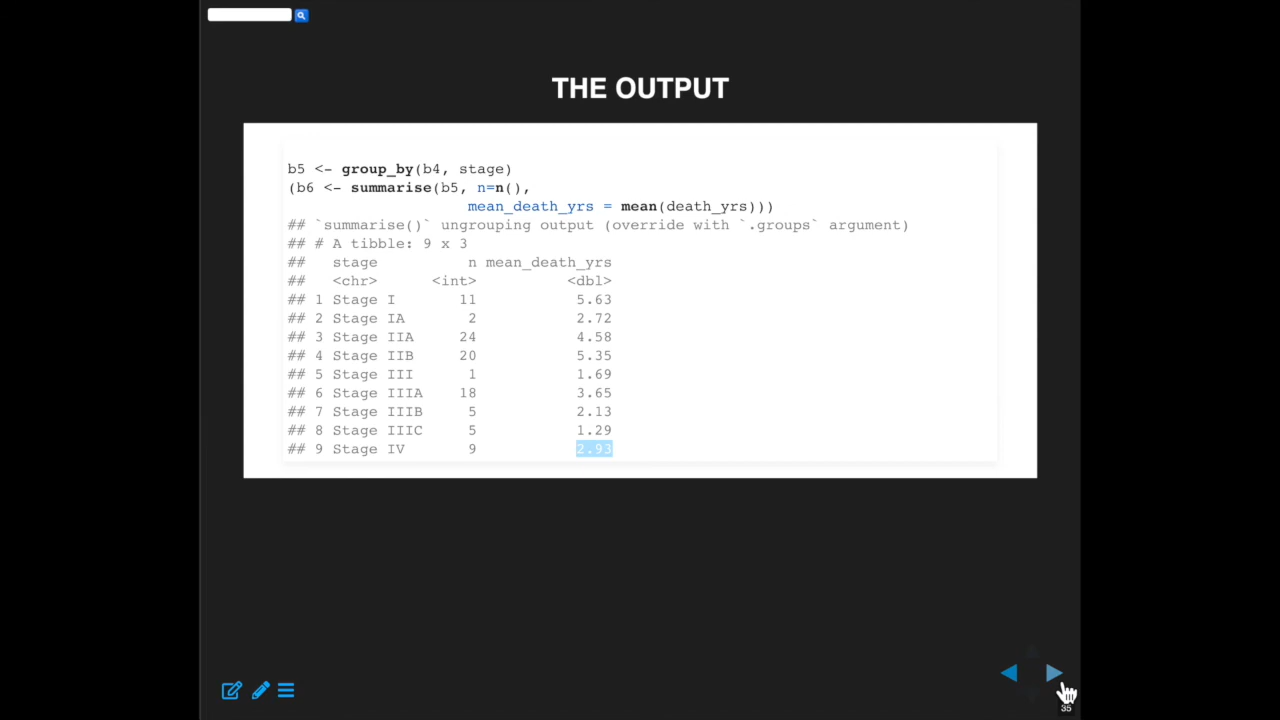 THE OUTPUT
b5 <- group_by(b4, stage)
(b6 <- summarise(b5, n=n(),
mean_death_yrs = mean(death_yrs)))
## `summarise()` ungrouping output (override with `.groups` argument)
## # A tibble: 9 x 3
##   stage          n mean_death_yrs
##   <chr>      <int>          <dbl>
## 1 Stage I       11           5.63
## 2 Stage IA       2           2.72
## 3 Stage IIA     24           4.58
## 4 Stage IIB     20           5.35
## 5 Stage III      1           1.69
## 6 Stage IIIA    18           3.65
## 7 Stage IIIB     5           2.13
## 8 Stage IIIC     5           1.29
## 9 Stage IV       9           2.93
35